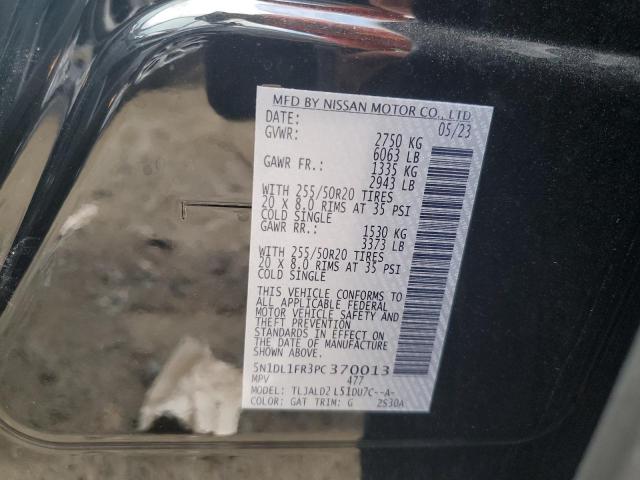 MFD BY NISSAN MOTOR CO., LTD
DATE: 05/23
GVWR: 2750 KG
6063 LB
GAWR FR.: 1335 KG
2943 LB
WITH 255/50R20 TIRES
20 X 8.0 RIMS AT 35 PSI
COLD SINGLE
GAWR RR.: 1530 KG
3373 LB
WITH 255/50R20 TIRES
20 X 8.0 RIMS AT 35 PSI
COLD SINGLE
THIS VEHICLE CONFORMS TO
ALL APPLICABLE FEDERAL
MOTOR VEHICLE SAFETY AND
THEFT PREVENTION
STANDARDS IN EFFECT ON
THE DATE OF MANUFACTURE
SHOWN ABOVE.
5N1DL1FR3PC370013
MPV 477
MODEL: TLJALD2 L51DU7C--A-
COLOR: GAT TRIM: G 2S30A